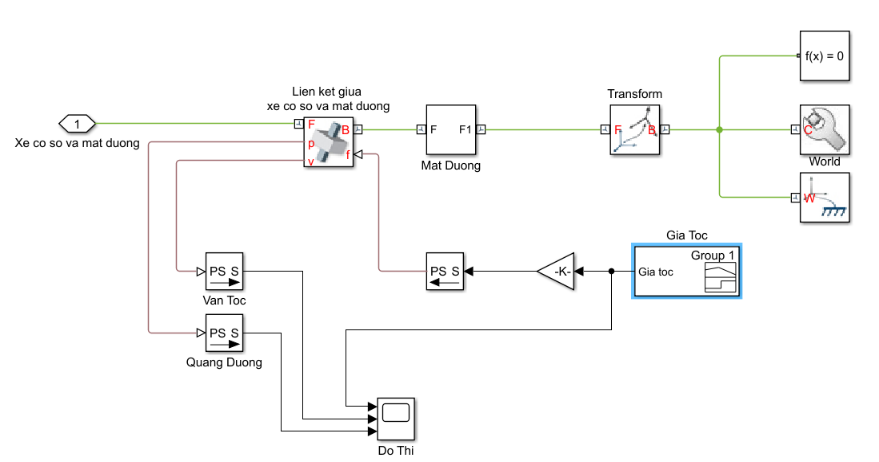 f(x) = 0
Lien ket giua
xe co so va mat duong
Transform
1
F
B
F
F1
F
B
C
Xe co so va mat duong
p
v
f
Mat Duong
World
W
Gia Toc
Group 1
PS S
PS S
-K-
Gia toc
Van Toc
PS S
Quang Duong
Do Thi